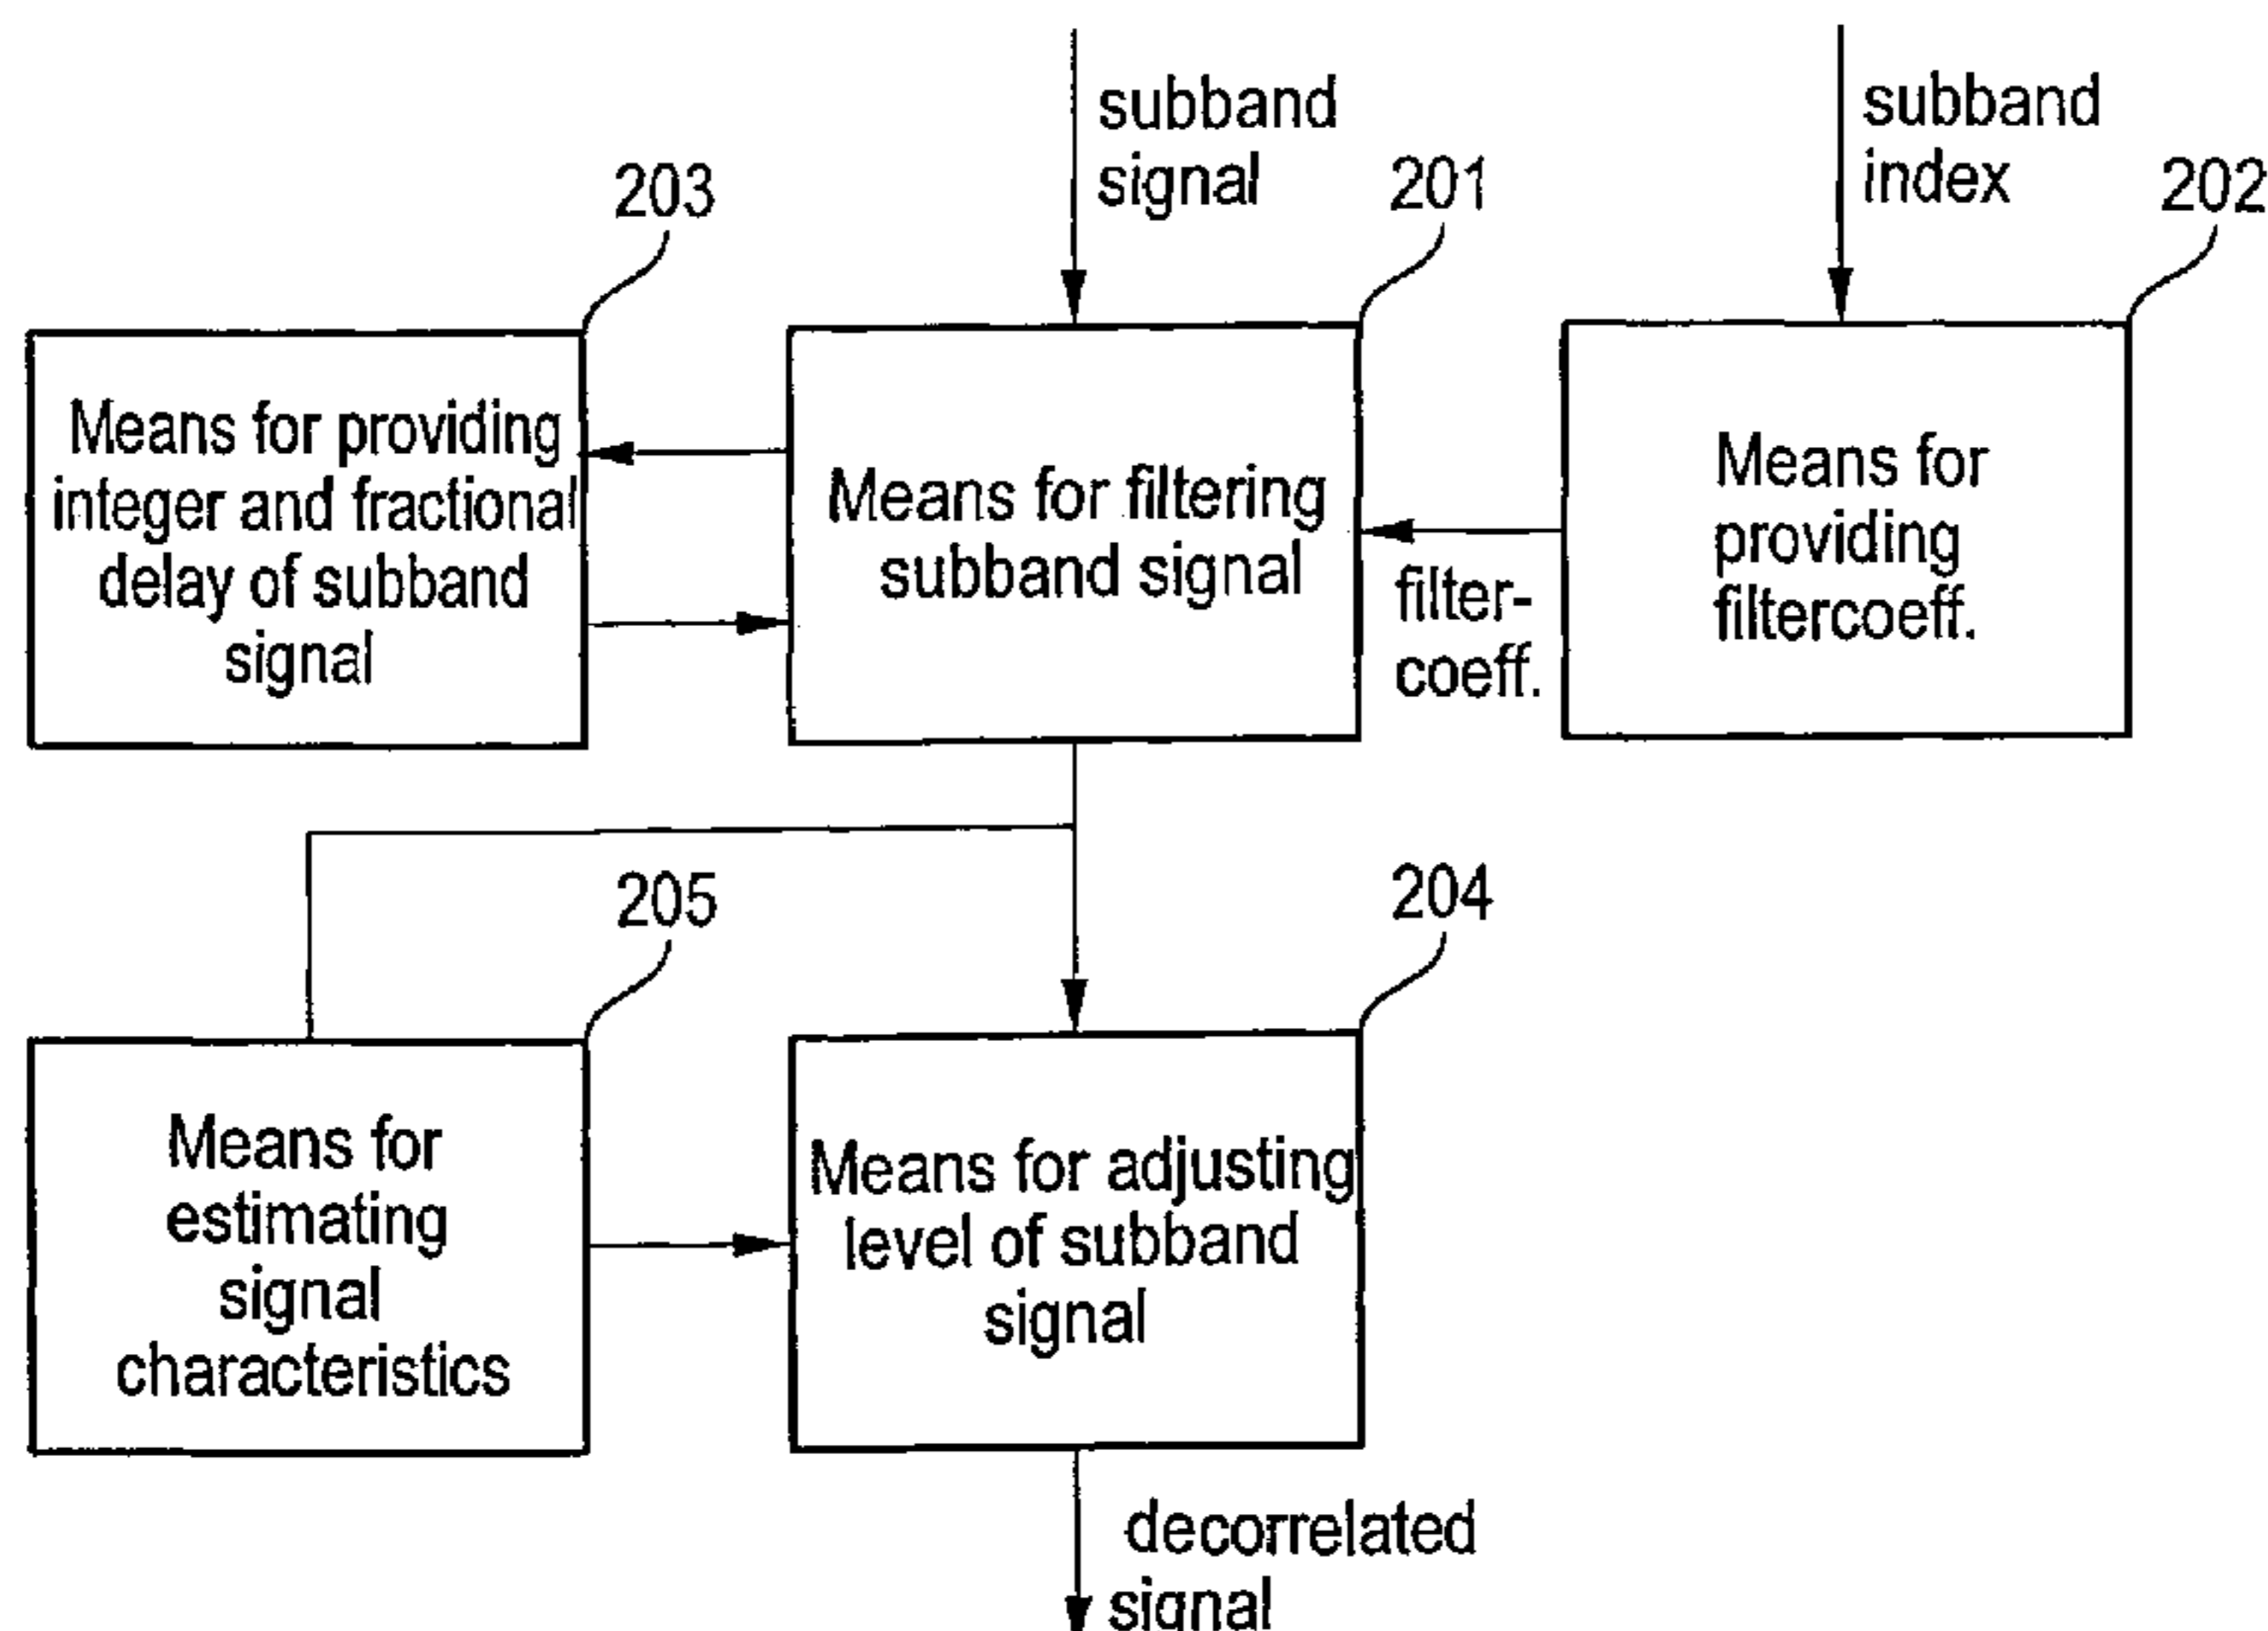 subband
signal
subband
index
203
201
202
Means for providing
integer and fractional
delay of subband
signal
Means for filtering
subband signal
filter-
coeff.
Means for
providing
filtercoeff.
205
204
Means for
estimating
signal
characteristics
Means for adjusting
level of subband
signal
decorrelated
signal